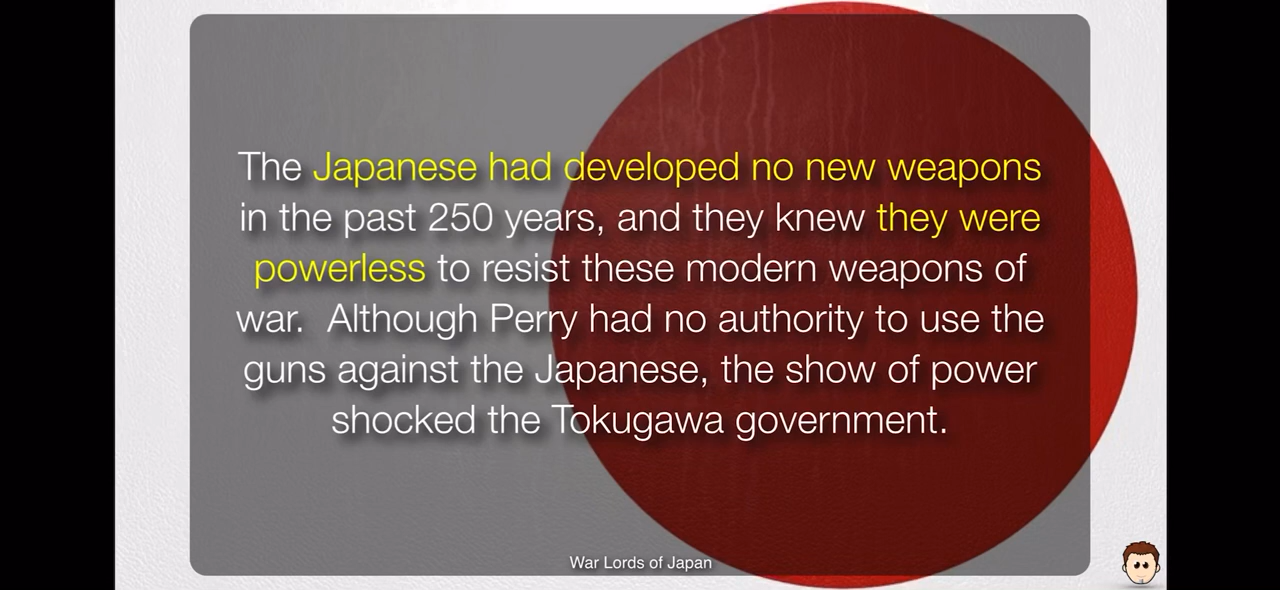 The Japanese had developed no new weapons
in the past 250 years, and they knew they were
powerless to resist these modern weapons of
war.  Although Perry had no authority to use the
guns against the Japanese, the show of power
shocked the Tokugawa government.
War Lords of Japan